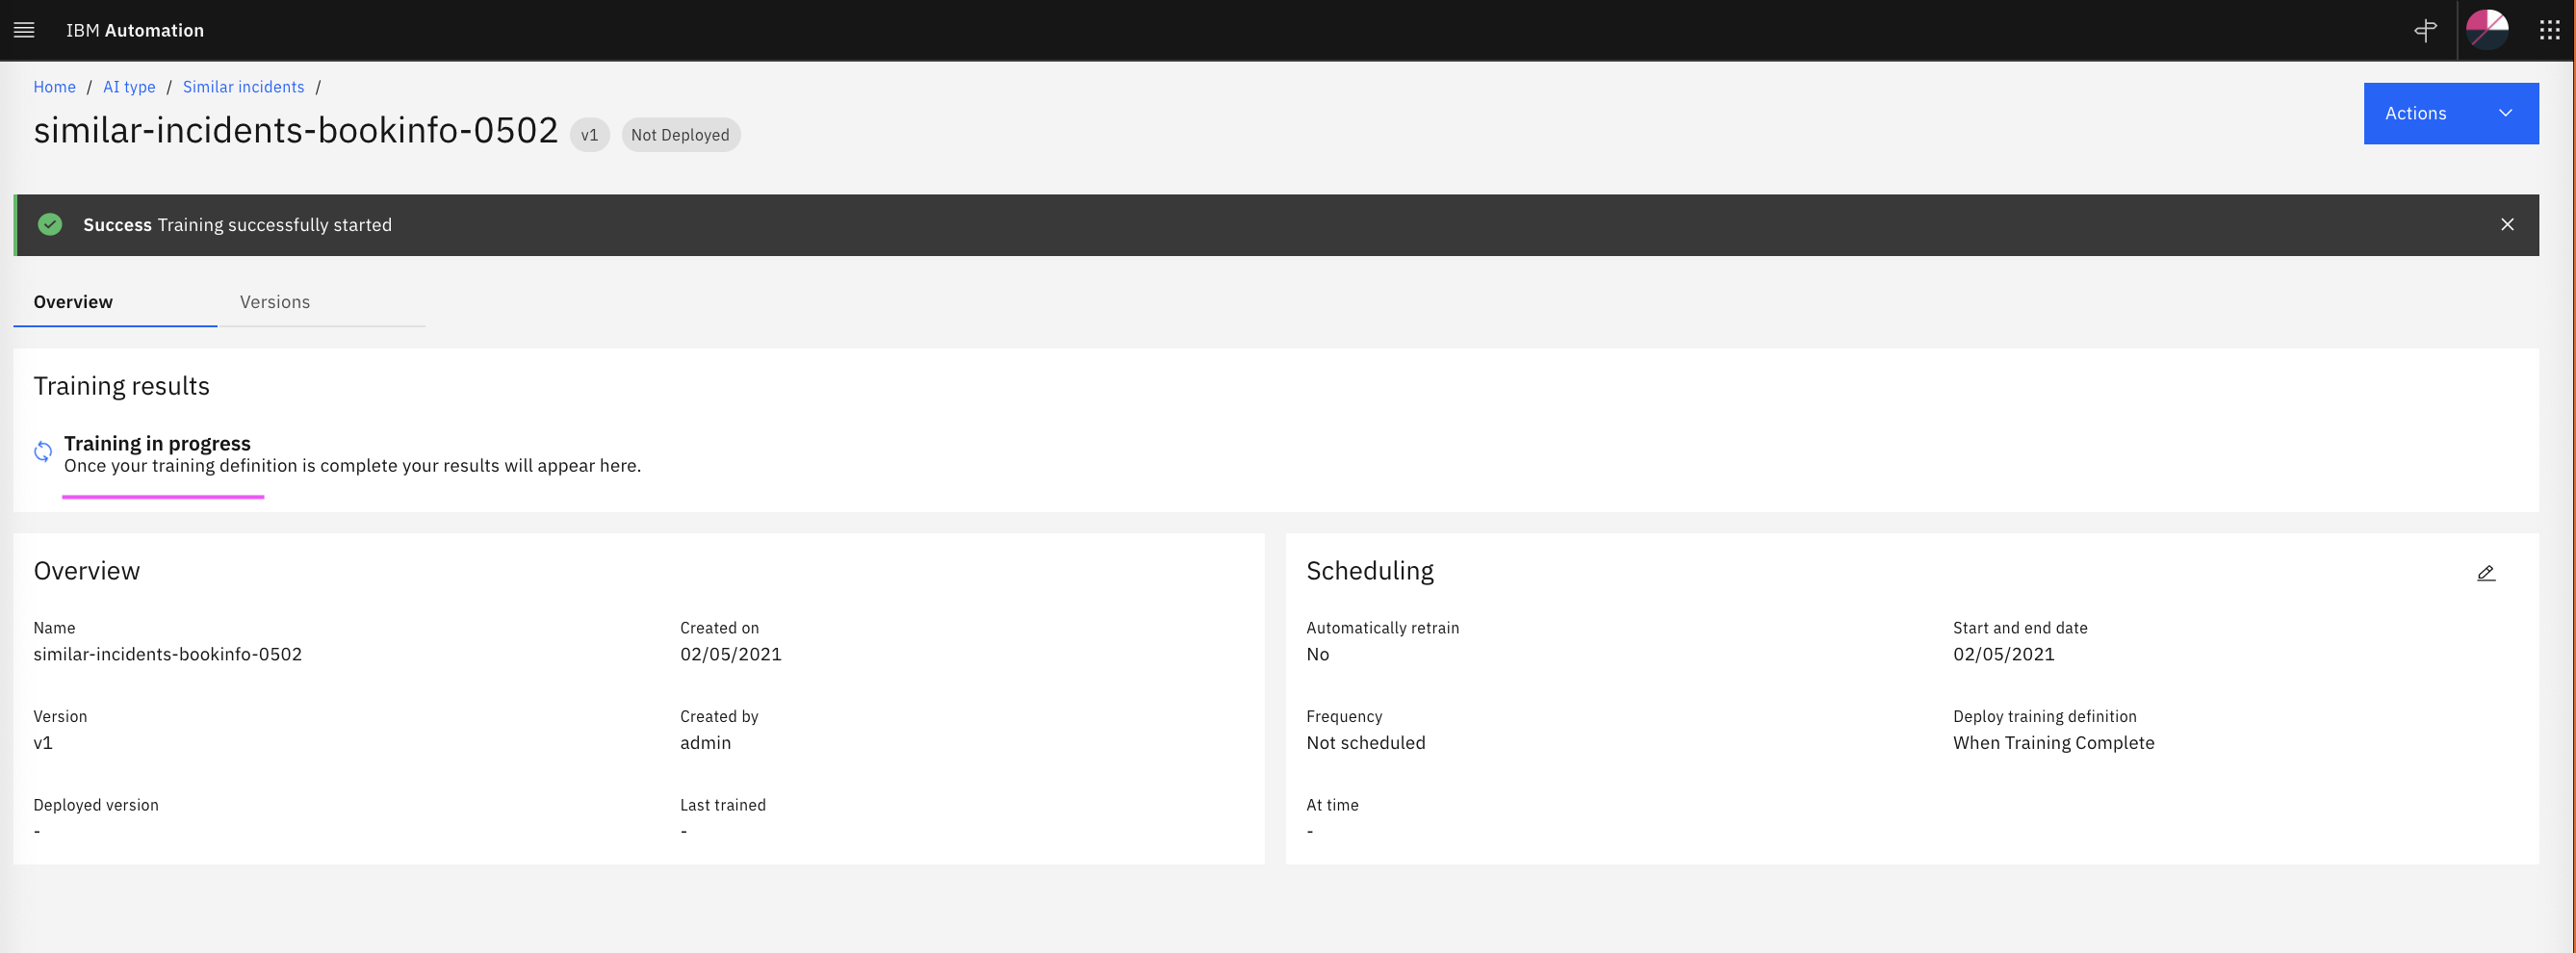 IBM Automation
Home / AI type / Similar incidents /
similar-incidents-bookinfo-0502 v1 Not Deployed
Actions
Success Training successfully started
Overview Versions
Training results
Training in progress
Once your training definition is complete your results will appear here.
Overview
Name
similar-incidents-bookinfo-0502
Created on
02/05/2021
Version
v1
Created by
admin
Deployed version
-
Last trained
-
Scheduling
Automatically retrain
No
Start and end date
02/05/2021
Frequency
Not scheduled
Deploy training definition
When Training Complete
At time
-